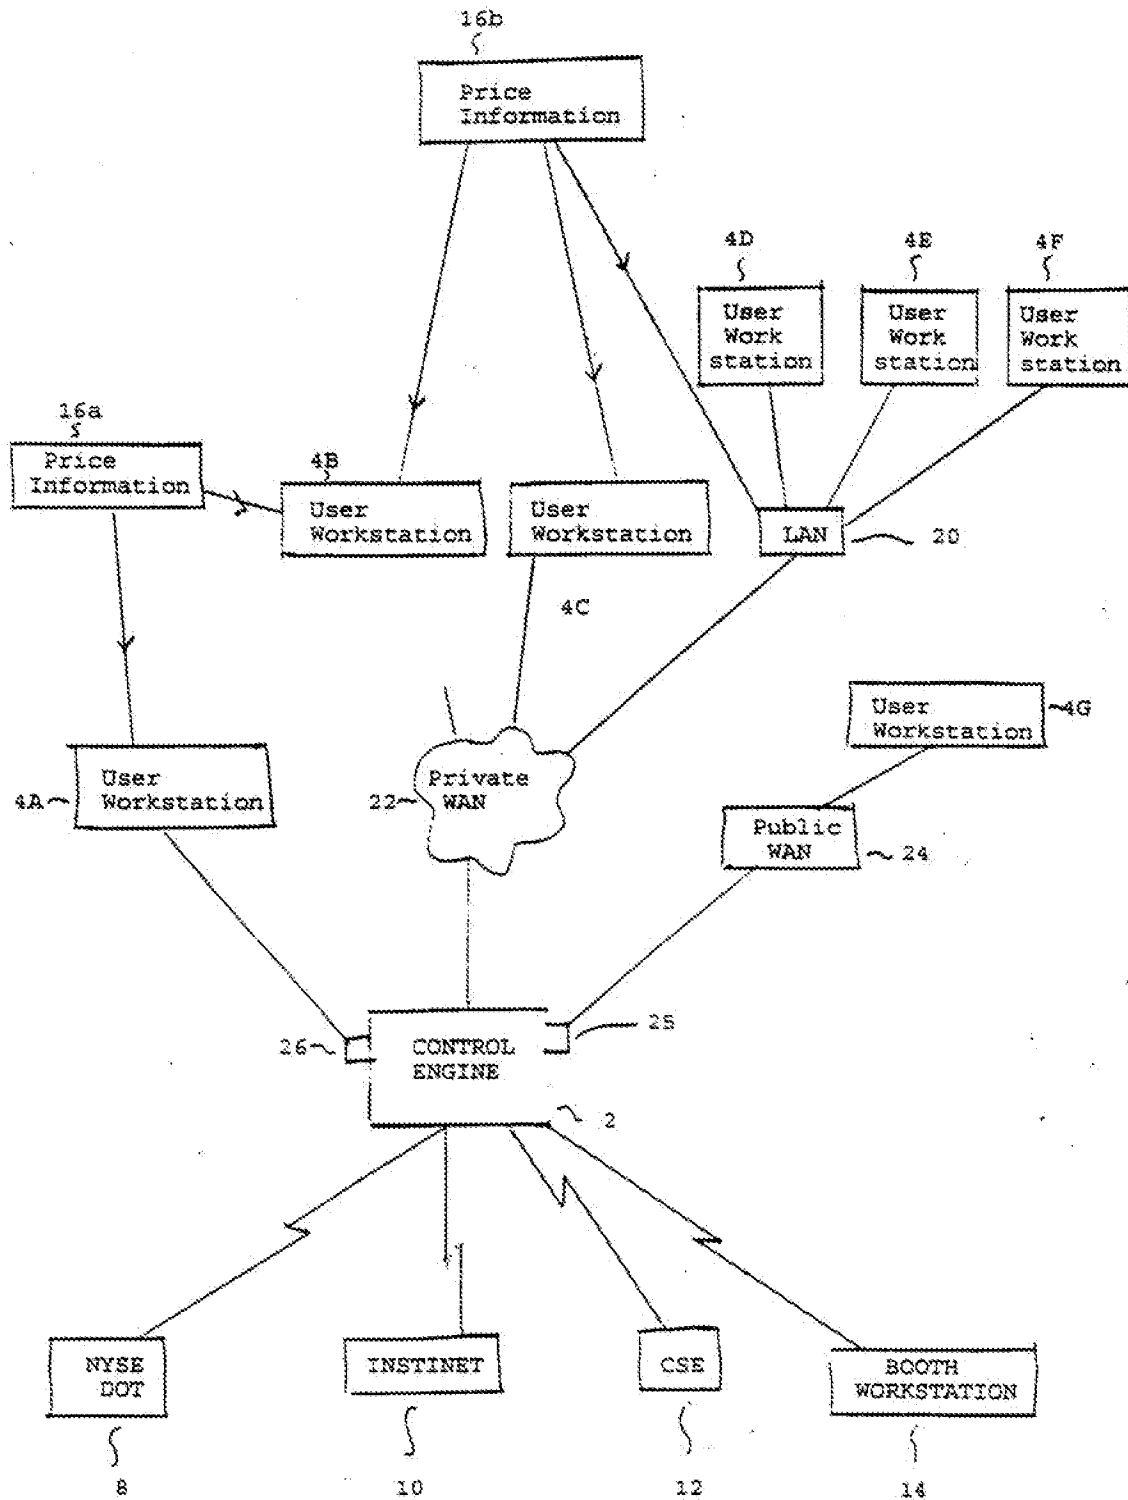 16b
Price
Information
4D
4E
4F
User
Work
station
User
Work
station
User
Work
station
16a
Price
Information
4B
User
Workstation
User
Workstation
LAN
20
4C
User
Workstation
4G
User
Workstation
4A
Private
WAN
22
Public
WAN
24
26
CONTROL
ENGINE
25
2
NYSE
DOT
INSTINET
CSE
BOOTH
WORKSTATION
8
10
12
14